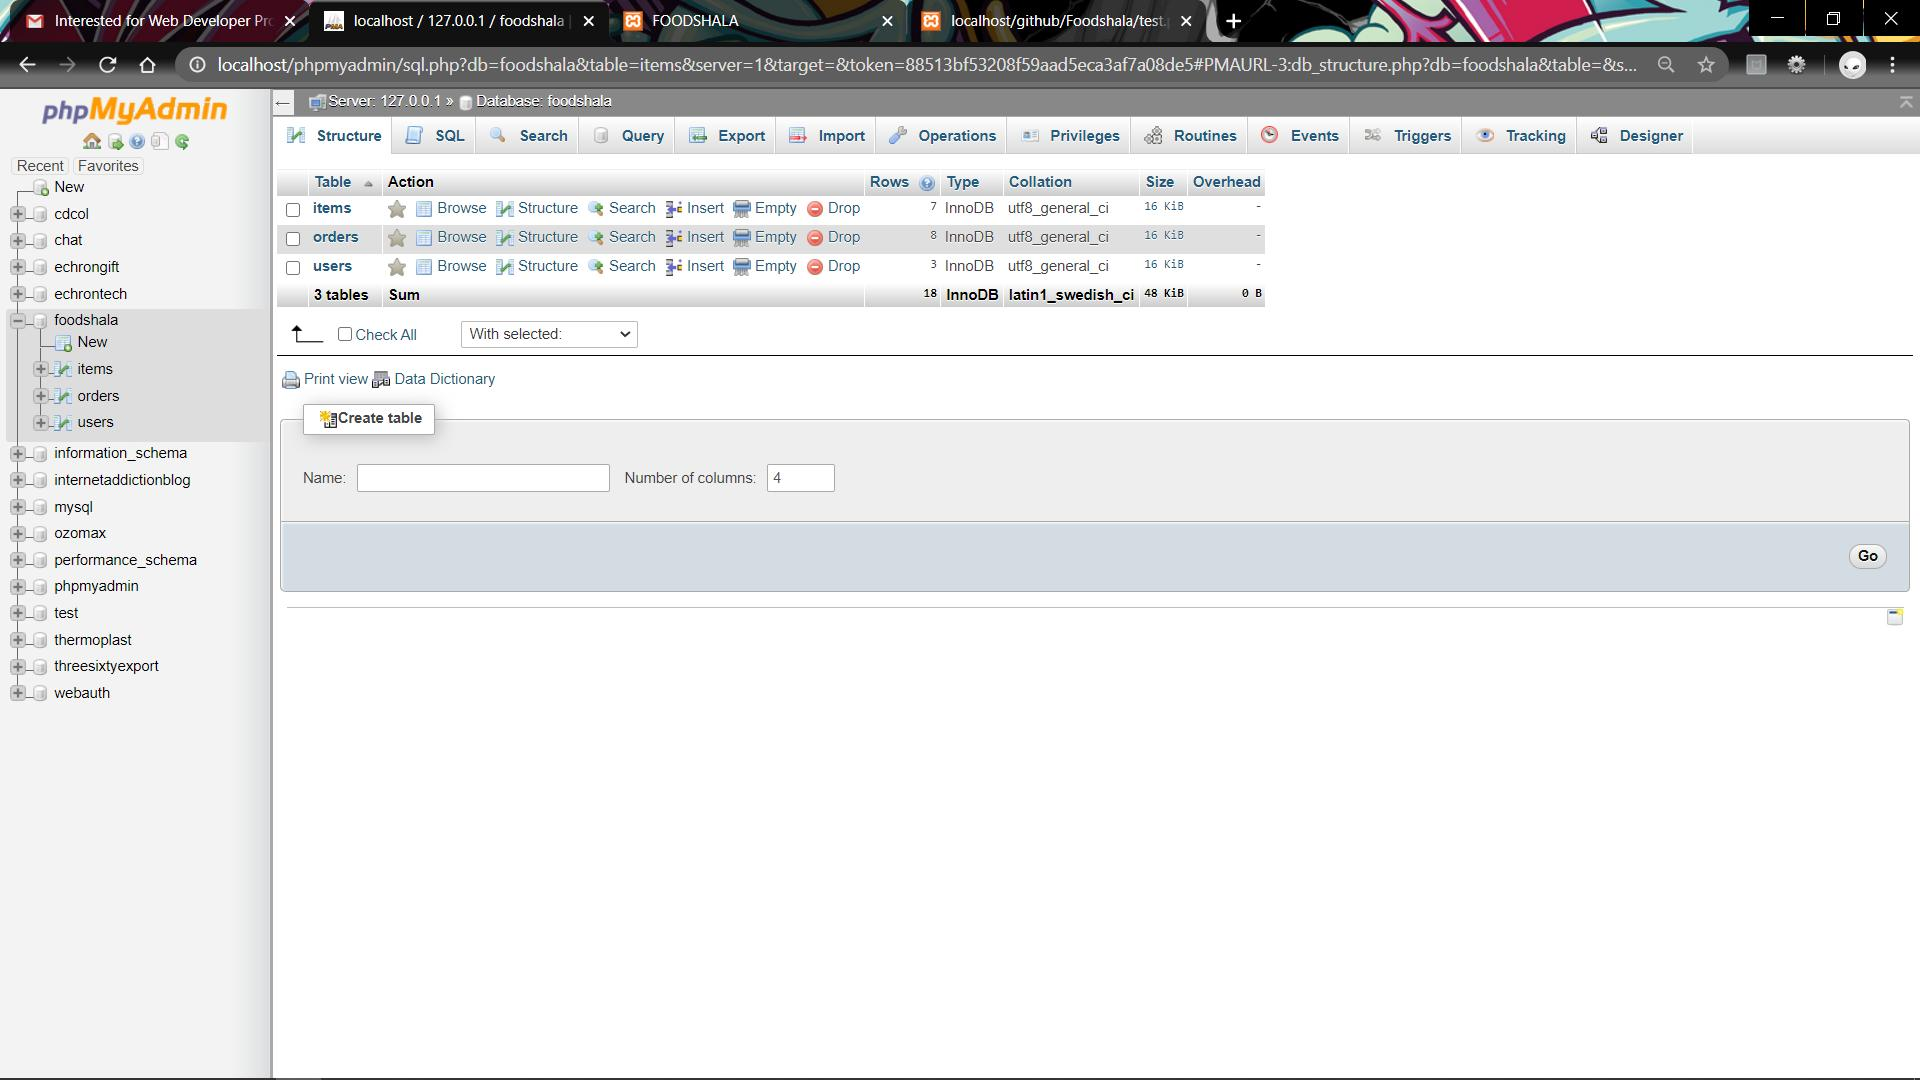 Interested for Web Developer Pr
localhost / 127.0.0.1 / foodshala
FOODSHALA
localhost/github/Foodshala/test.
localhost/phpmyadmin/sql.php?db=foodshala&table=items&server=1&target=&token=88513bf53208f59aad5eca3af7a08de5#PMAURL-3:db_structure.php?db=foodshala&table=&s...
phpMyAdmin
Recent Favorites
New
cdcol
chat
echrongift
echrontech
foodshala
New
items
orders
users
information_schema
internetaddictionblog
mysql
ozomax
performance_schema
phpmyadmin
test
thermoplast
threesixtyexport
webauth
Server: 127.0.0.1 » Database: foodshala
Structure SQL Search Query Export Import Operations Privileges Routines Events Triggers Tracking Designer
Table Action Rows Type Collation Size Overhead
items Browse Structure Search Insert Empty Drop 7 InnoDB utf8_general_ci 16 KiB -
orders Browse Structure Search Insert Empty Drop 8 InnoDB utf8_general_ci 16 KiB -
users Browse Structure Search Insert Empty Drop 3 InnoDB utf8_general_ci 16 KiB -
3 tables Sum 18 InnoDB latin1_swedish_ci 48 KiB 0 B
Check All With selected:
Print view Data Dictionary
Create table
Name: Number of columns: 4
Go